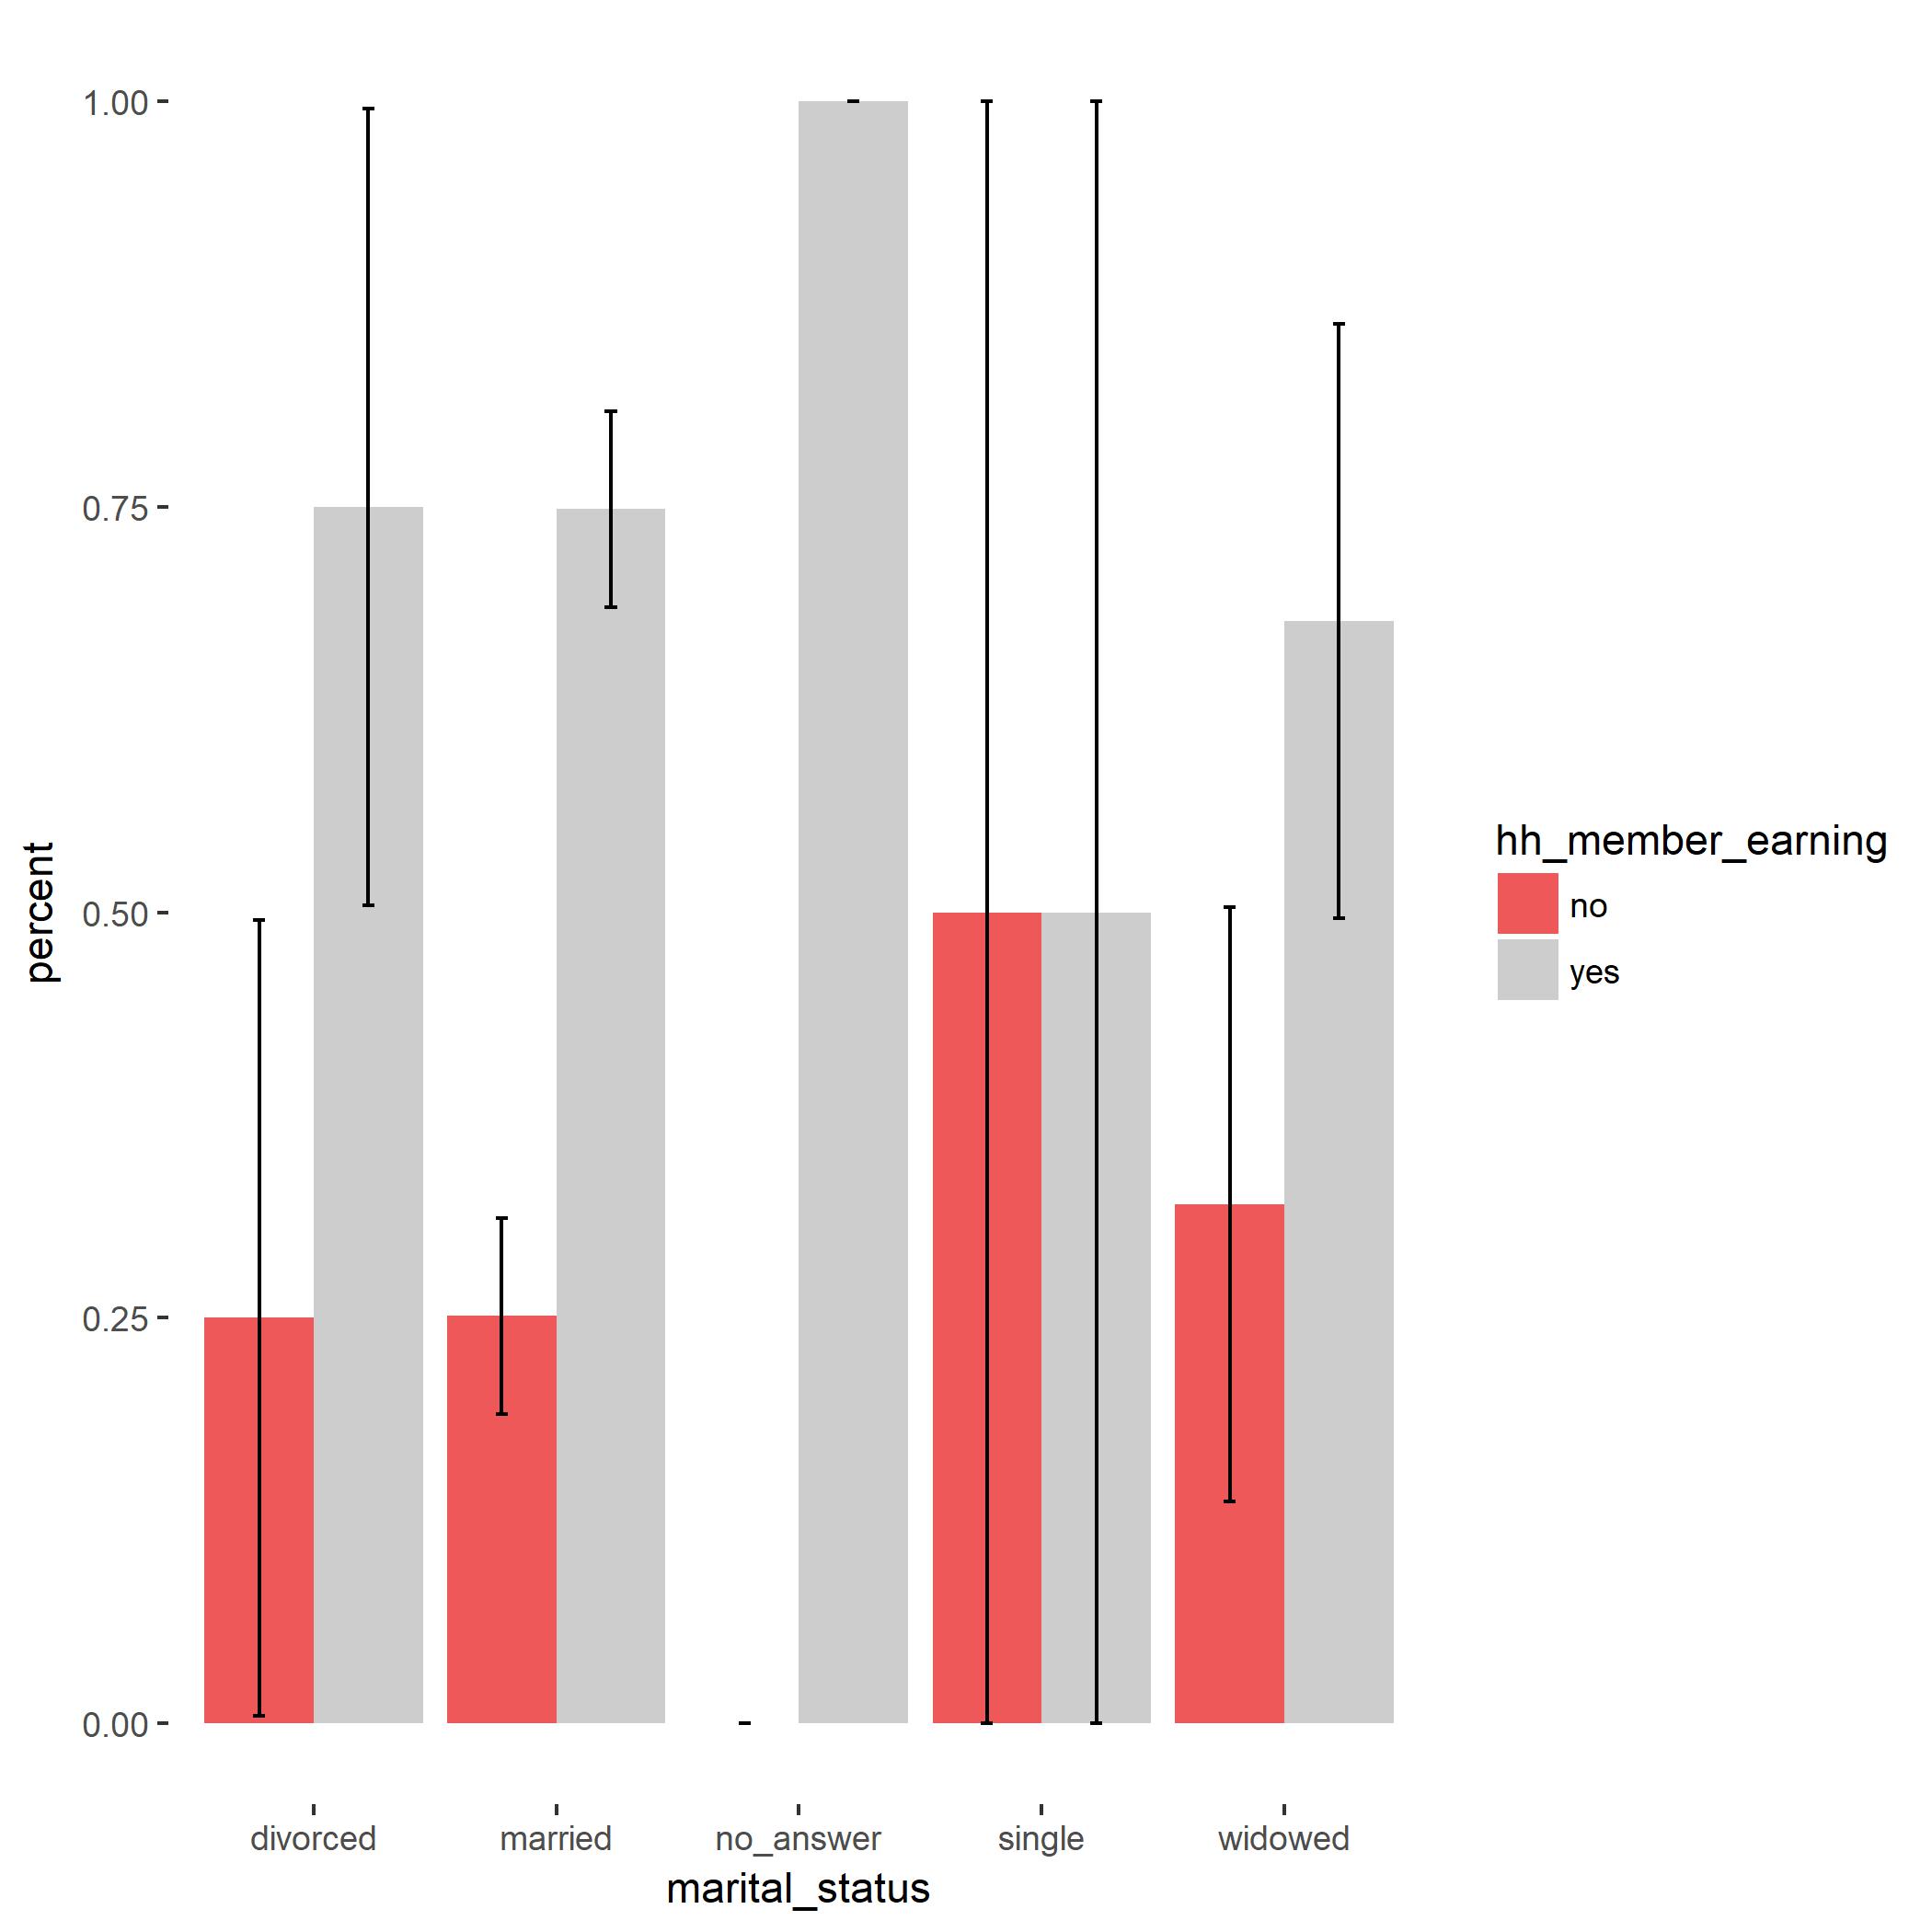 1.00
0.75
0.50
0.25
0.00
percent
divorced married no_answer single widowed
marital_status
hh_member_earning
no
yes